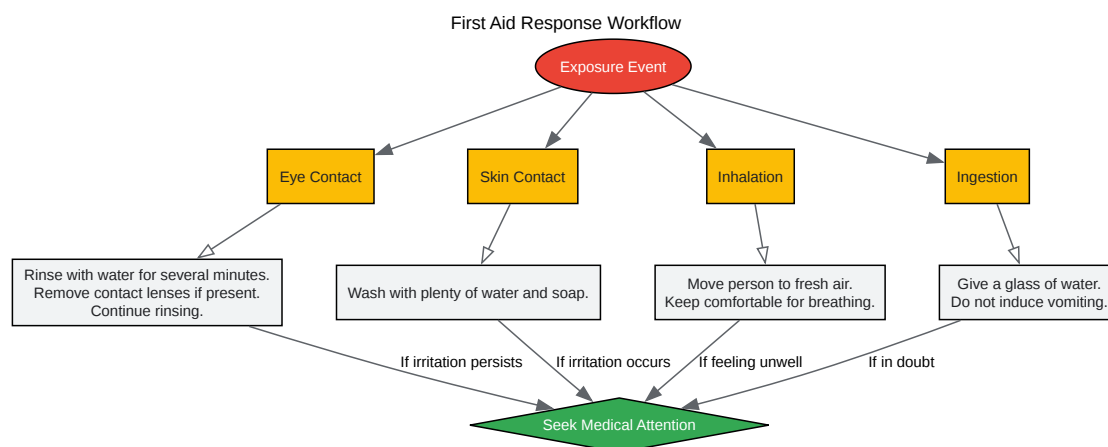 First Aid Response Workflow
Exposure Event
Eye Contact
Skin Contact
Inhalation
Ingestion
Rinse with water for several minutes.
Remove contact lenses if present.
Continue rinsing.
Wash with plenty of water and soap.
Move person to fresh air.
Keep comfortable for breathing.
Give a glass of water.
Do not induce vomiting.
If irritation persists
If irritation occurs
If feeling unwell
If in doubt
Seek Medical Attention